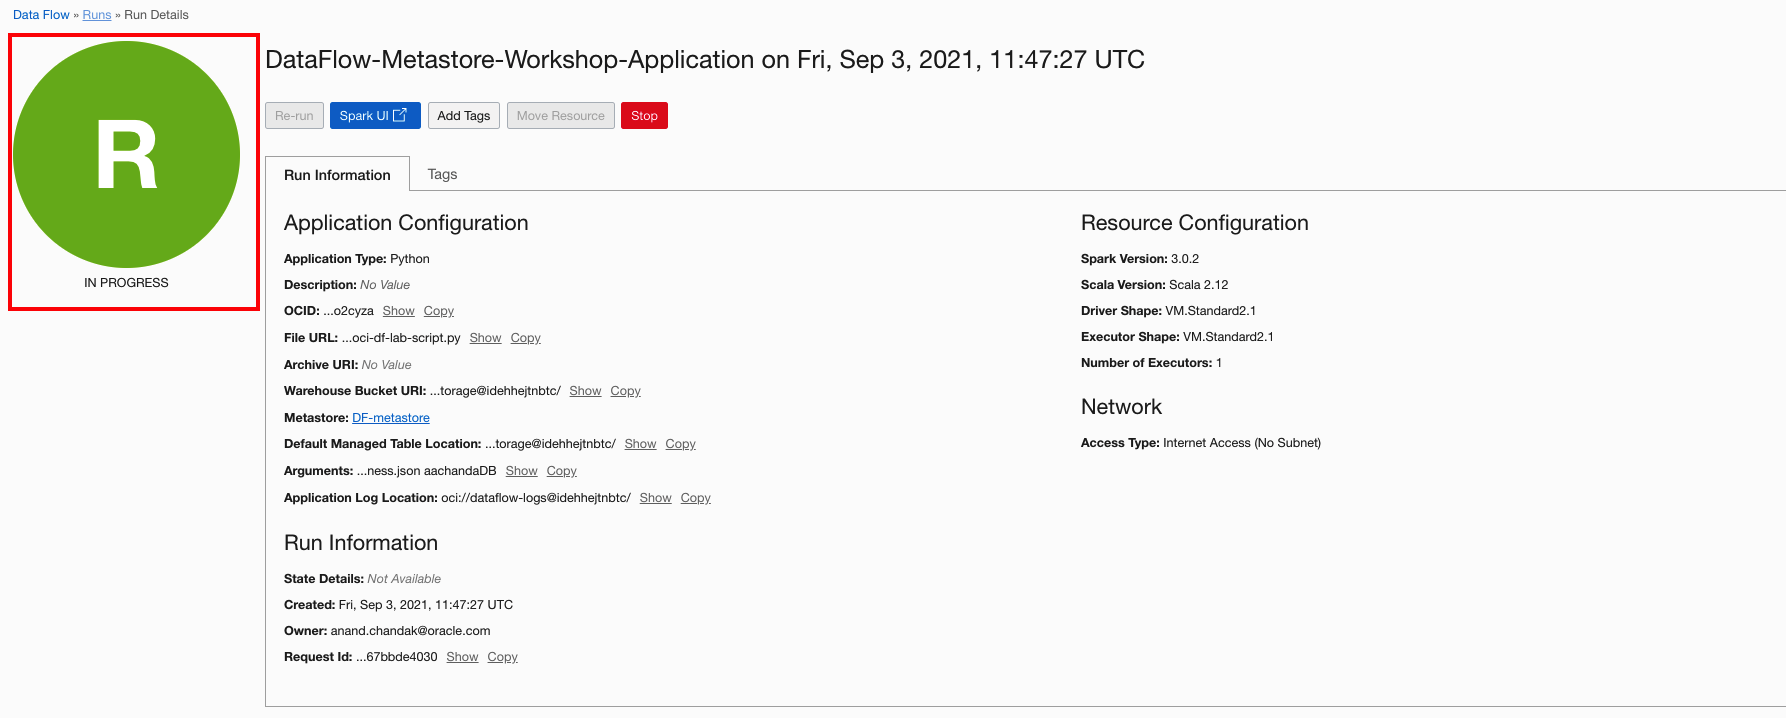 Data Flow » Runs » Run Details
R
IN PROGRESS
DataFlow-Metastore-Workshop-Application on Fri, Sep 3, 2021, 11:47:27 UTC
Re-run Spark UI Add Tags Move Resource Stop
Run Information Tags
Application Configuration
Application Type: Python
Description: No Value
OCID: ...o2cyza Show Copy
File URL: ...oci-df-lab-script.py Show Copy
Archive URI: No Value
Warehouse Bucket URI: ...torage@idehhejtnbtc/ Show Copy
Metastore: DF-metastore
Default Managed Table Location: ...torage@idehhejtnbtc/ Show Copy
Arguments: ...ness.json aachandaDB Show Copy
Application Log Location: oci://dataflow-logs@idehhejtnbtc/ Show Copy
Run Information
State Details: Not Available
Created: Fri, Sep 3, 2021, 11:47:27 UTC
Owner: anand.chandak@oracle.com
Request Id: ...67bbde4030 Show Copy
Resource Configuration
Spark Version: 3.0.2
Scala Version: Scala 2.12
Driver Shape: VM.Standard2.1
Executor Shape: VM.Standard2.1
Number of Executors: 1
Network
Access Type: Internet Access (No Subnet)